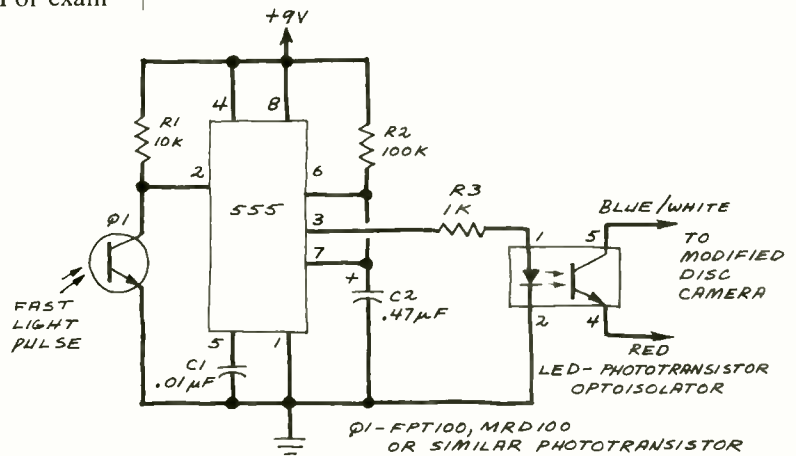 For exam
+9V
4
8
R1
10K
R2
100K
2
6
555
R3
1K
3
Q1
BLUE/WHITE
1
5
7
TO
MODIFIED
DISC
CAMERA
+
C2
.47µF
FAST
LIGHT
PULSE
2
4
5
1
RED
C1
.01µF
LED-PHOTOTRANSISTOR
OPTOISOLATOR
Q1-FPT100, MRD100
OR SIMILAR PHOTOTRANSISTOR